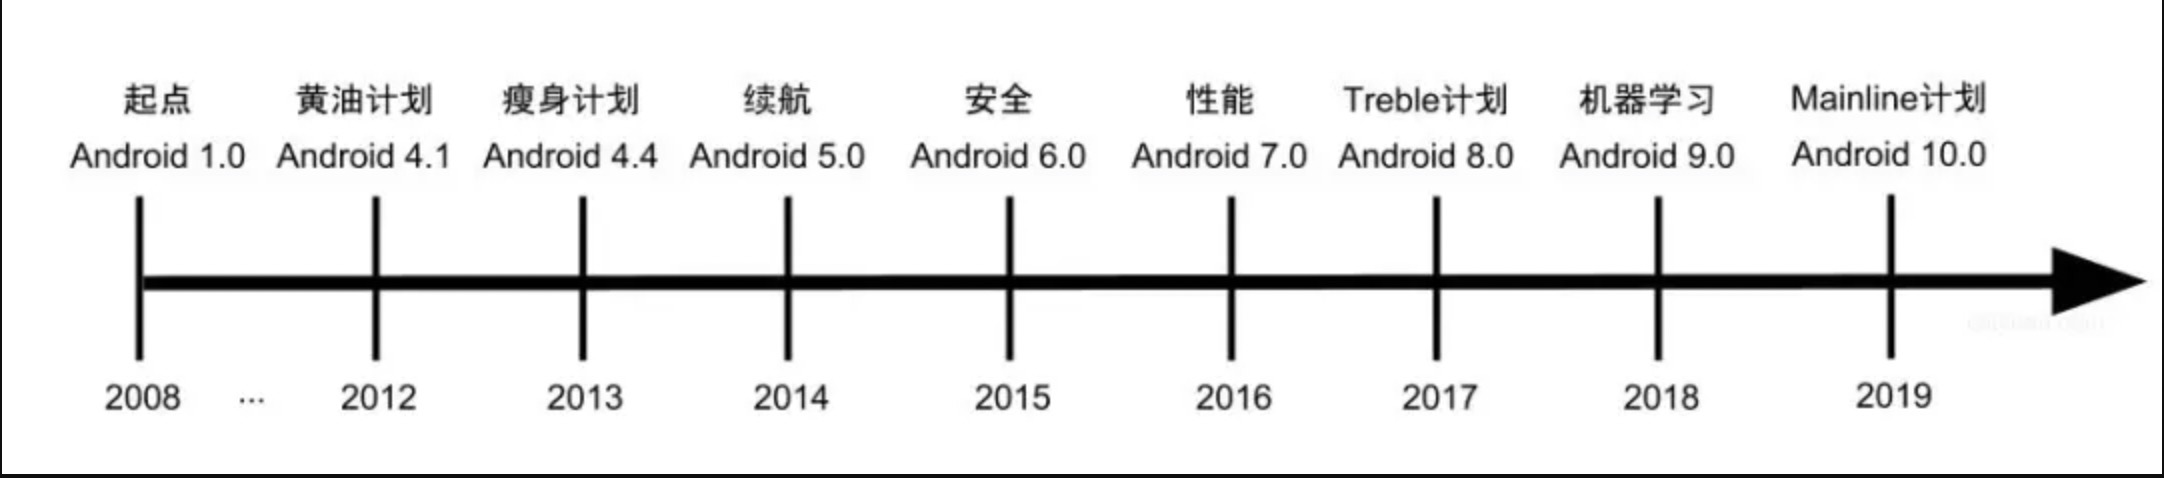 起点 黄油计划 瘦身计划 续航 安全 性能 Treble计划 机器学习 Mainline计划
Android 1.0 Android 4.1 Android 4.4 Android 5.0 Android 6.0 Android 7.0 Android 8.0 Android 9.0 Android 10.0
2008 ... 2012 2013 2014 2015 2016 2017 2018 2019